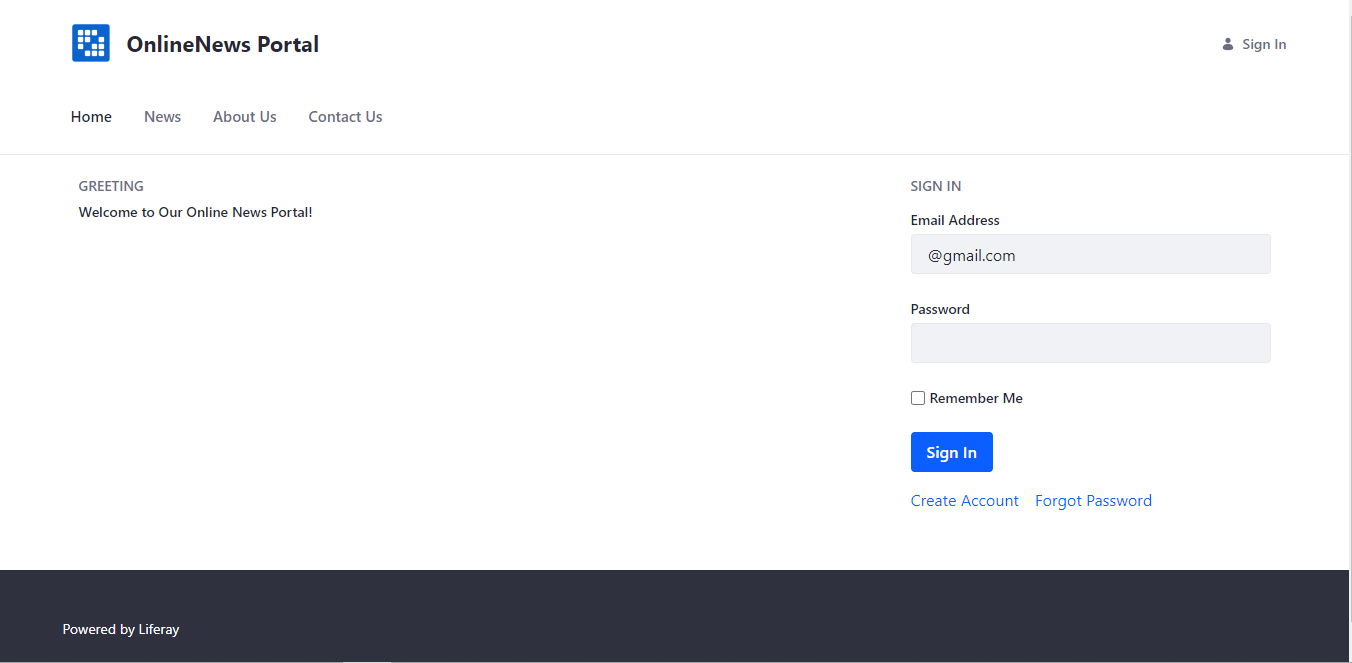 OnlineNews Portal
Sign In
Home News About Us Contact Us
GREETING
Welcome to Our Online News Portal!
SIGN IN
Email Address
@gmail.com
Password
Remember Me
Sign In
Create Account Forgot Password
Powered by Liferay